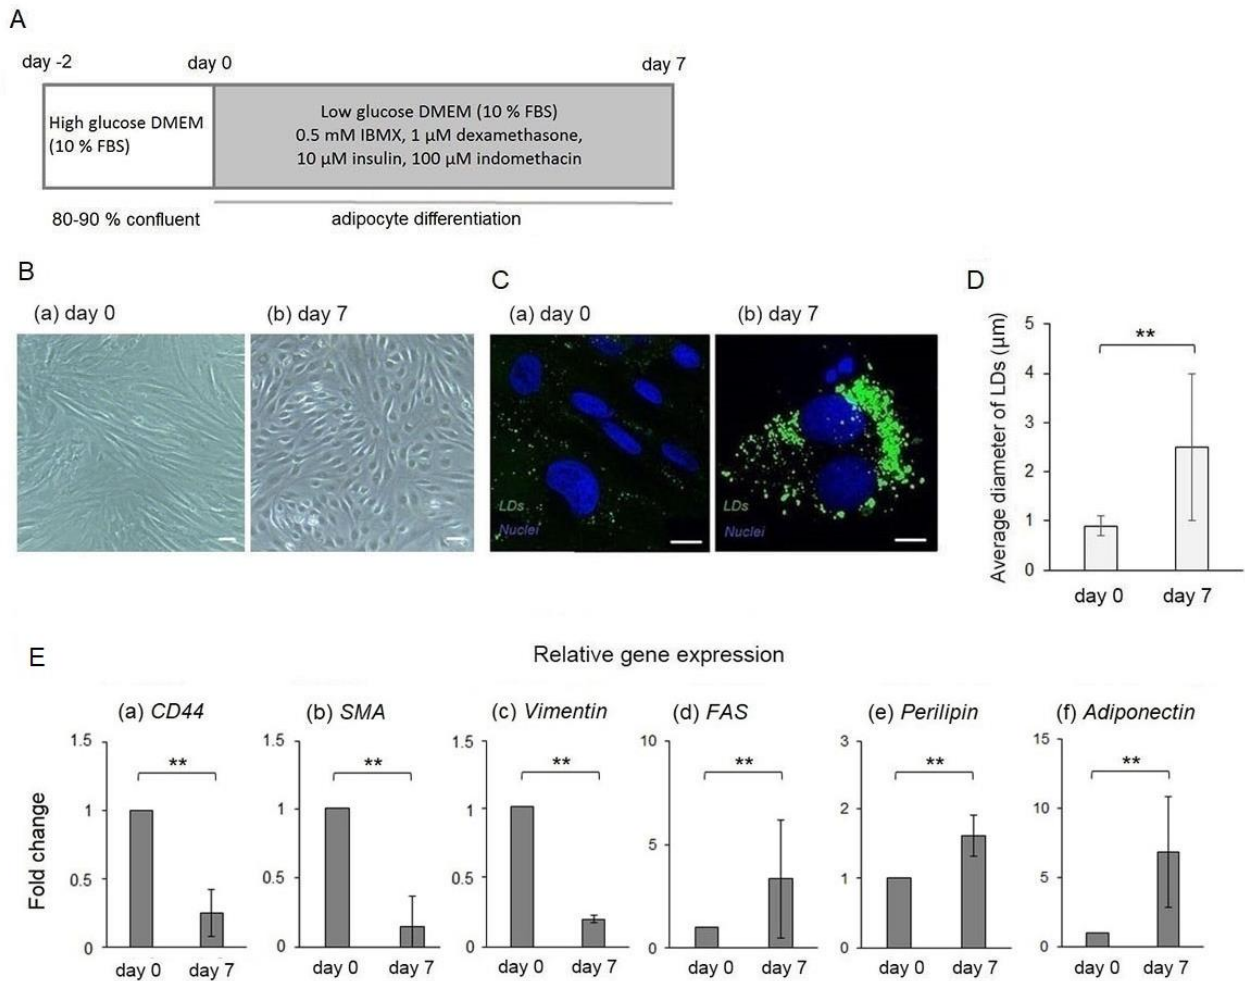 A
day -2
day 0
day 7
High glucose DMEM
(10 % FBS)
Low glucose DMEM (10 % FBS)
0.5 mM IBMX, 1 µM dexamethasone,
10 µM insulin, 100 µM indomethacin
80-90 % confluent
adipocyte differentiation
B
(a) day 0
(b) day 7
C
(a) day 0
(b) day 7
LDs
Nuclei
LDs
Nuclei
D
Average diameter of LDs (µm)
5
4
3
2
1
0
**
day 0
day 7
E
Relative gene expression
Fold change
(a) CD44
1.5
1
0.5
0
**
day 0
day 7
(b) SMA
1.5
1
0.5
0
**
day 0
day 7
(c) Vimentin
1.5
1
0.5
0
**
day 0
day 7
(d) FAS
10
5
0
**
day 0
day 7
(e) Perilipin
3
2
1
0
**
day 0
day 7
(f) Adiponectin
15
10
5
0
**
day 0
day 7